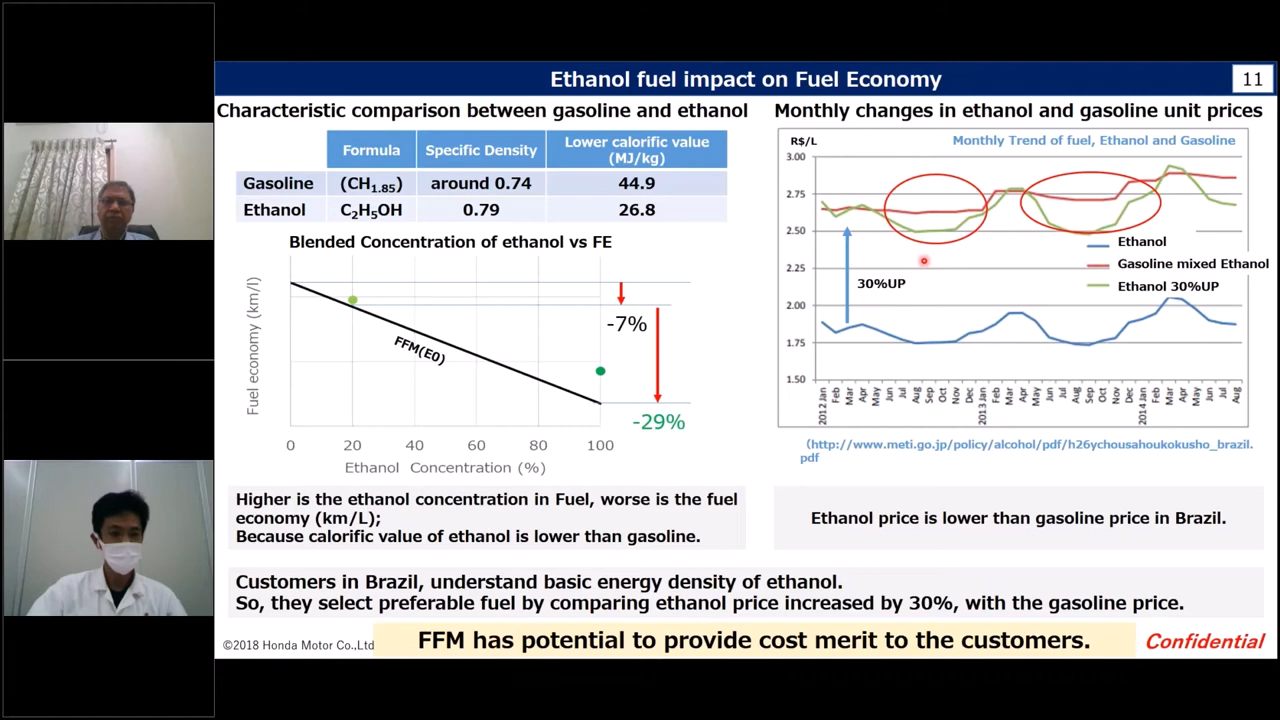 Ethanol fuel impact on Fuel Economy
11
Characteristic comparison between gasoline and ethanol
Formula Specific Density Lower calorific value (MJ/kg)
Gasoline (CH1.85) around 0.74 44.9
Ethanol C2H5OH 0.79 26.8
Blended Concentration of ethanol vs FE
Fuel economy (km/l)
FFM(E0)
-7%
-29%
0 20 40 60 80 100
Ethanol Concentration (%)
Higher is the ethanol concentration in Fuel, worse is the fuel
economy (km/L);
Because calorific value of ethanol is lower than gasoline.
Monthly changes in ethanol and gasoline unit prices
R$/L
Monthly Trend of fuel, Ethanol and Gasoline
3.00
2.75
2.50
2.25
2.00
1.75
1.50
30%UP
Ethanol
Gasoline mixed Ethanol
Ethanol 30%UP
2012 Jan Feb Mar Apr May Jun Jul Aug Sep Oct Nov Dec 2013 Jan Feb Mar Apr May Jun Jul Aug Sep Oct Nov Dec 2014 Jan Feb Mar Apr May Jun Jul Aug
(http://www.meti.go.jp/policy/alcohol/pdf/h26ychousahoukokusho_brazil.
pdf
Ethanol price is lower than gasoline price in Brazil.
Customers in Brazil, understand basic energy density of ethanol.
So, they select preferable fuel by comparing ethanol price increased by 30%, with the gasoline price.
©2018 Honda Motor Co.,Ltd
FFM has potential to provide cost merit to the customers.
Confidential